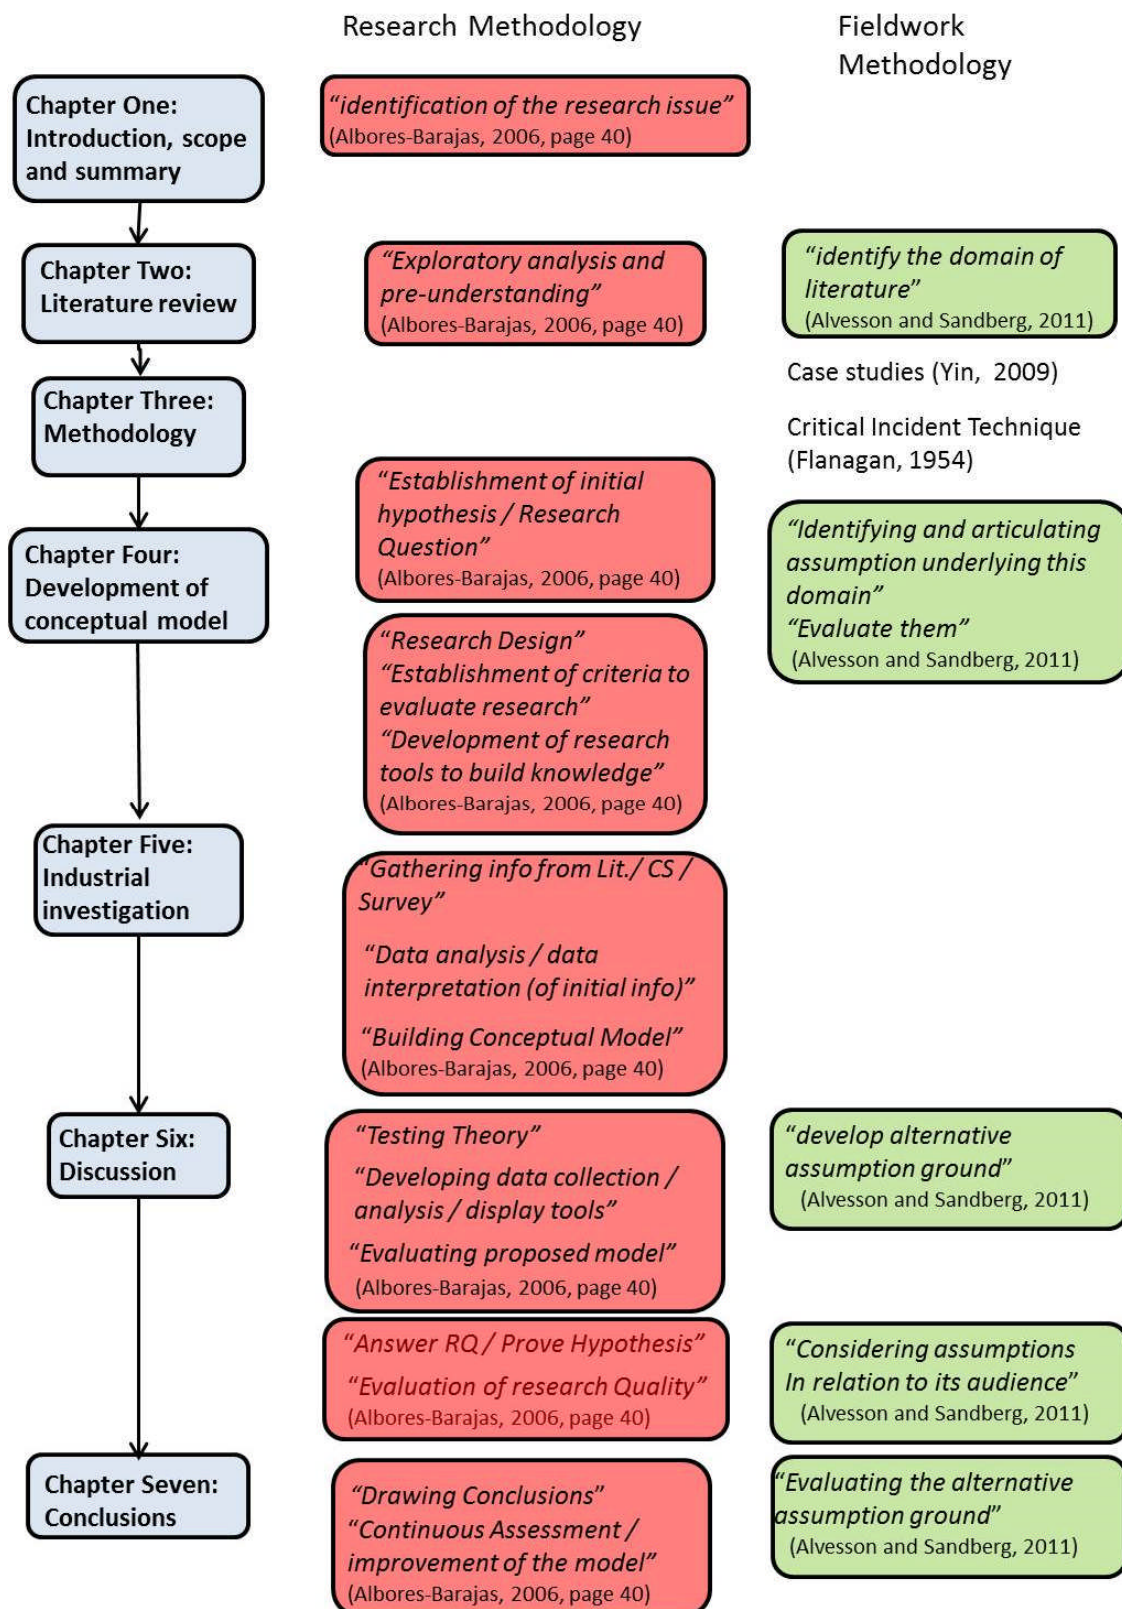 Research Methodology
Fieldwork
Methodology
Chapter One:
Introduction, scope
and summary
“identification of the research issue”
(Albores-Barajas, 2006, page 40)
Chapter Two:
Literature review
“Exploratory analysis and
pre-understanding”
(Albores-Barajas, 2006, page 40)
“identify the domain of
literature”
(Alvesson and Sandberg, 2011)
Case studies (Yin, 2009)
Chapter Three:
Methodology
Critical Incident Technique
(Flanagan, 1954)
“Establishment of initial
hypothesis / Research
Question”
(Albores-Barajas, 2006, page 40)
Chapter Four:
Development of
conceptual model
“Identifying and articulating
assumption underlying this
domain”
“Evaluate them”
(Alvesson and Sandberg, 2011)
“Research Design”
“Establishment of criteria to
evaluate research”
“Development of research
tools to build knowledge”
(Albores-Barajas, 2006, page 40)
Chapter Five:
Industrial
investigation
“Gathering info from Lit./ CS /
Survey”
“Data analysis / data
interpretation (of initial info)”
“Building Conceptual Model”
(Albores-Barajas, 2006, page 40)
Chapter Six:
Discussion
“Testing Theory”
“Developing data collection /
analysis / display tools”
“Evaluating proposed model”
(Albores-Barajas, 2006, page 40)
“develop alternative
assumption ground”
(Alvesson and Sandberg, 2011)
“Answer RQ / Prove Hypothesis”
“Evaluation of research Quality”
(Albores-Barajas, 2006, page 40)
“Considering assumptions
In relation to its audience”
(Alvesson and Sandberg, 2011)
Chapter Seven:
Conclusions
“Drawing Conclusions”
“Continuous Assessment /
improvement of the model”
(Albores-Barajas, 2006, page 40)
“Evaluating the alternative
assumption ground”
(Alvesson and Sandberg, 2011)